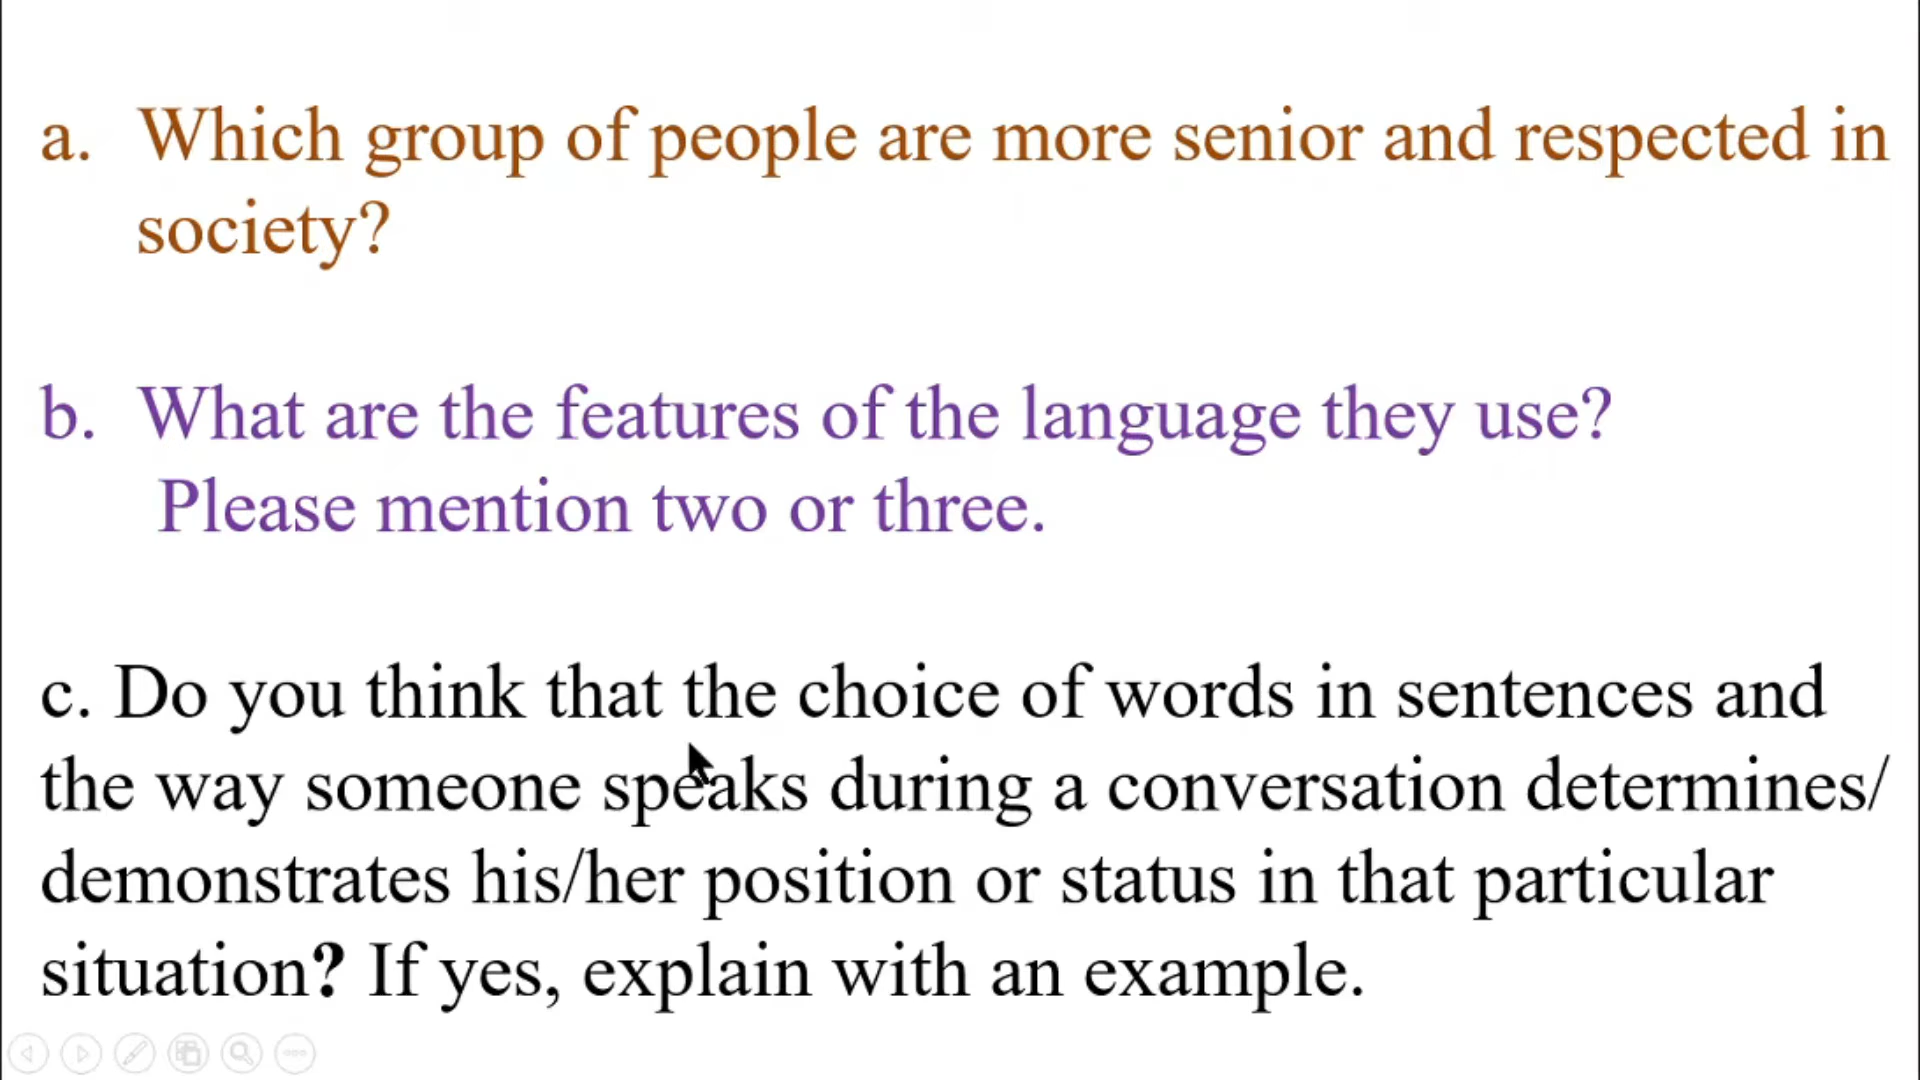 a. Which group of people are more senior and respected in
society?
b. What are the features of the language they use?
Please mention two or three.
c. Do you think that the choice of words in sentences and
the way someone speaks during a conversation determines/
demonstrates his/her position or status in that particular
situation? If yes, explain with an example.